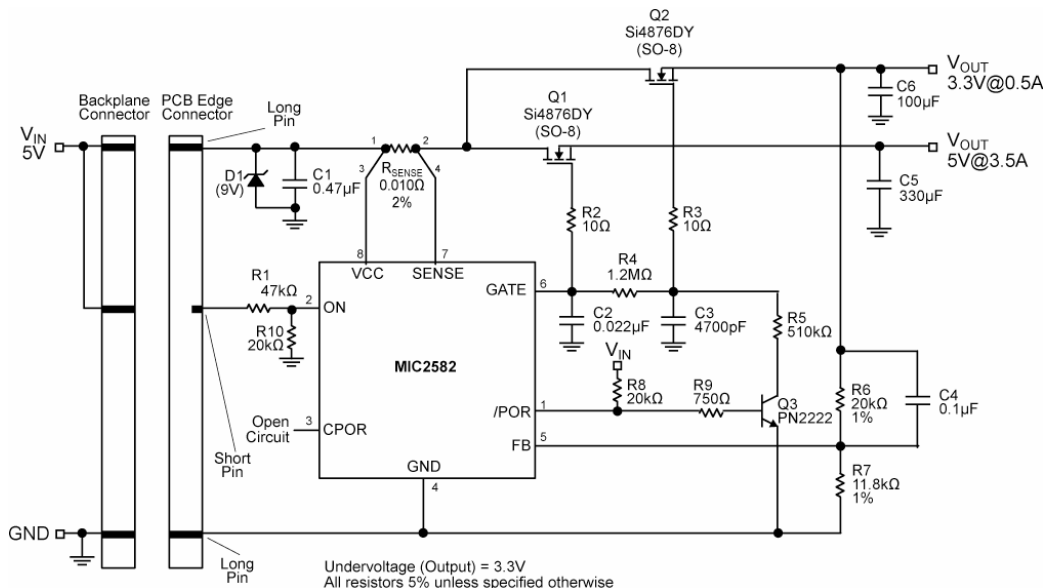 Q2
Si4876DY
(SO-8)
VOUT
3.3V@0.5A
C6
100µF
Backplane
Connector
PCB Edge
Connector
Long
Pin
Q1
Si4876DY
(SO-8)
VIN
5V
1
2
RSENSE
0.010Ω
2%
3
4
VOUT
5V@3.5A
D1
(9V)
C1
0.47µF
C5
330µF
R2
10Ω
R3
10Ω
8
7
VCC
SENSE
R4
1.2MΩ
GATE
6
R1
47kΩ
2
ON
R10
20kΩ
C2
0.022µF
C3
4700pF
R5
510kΩ
MIC2582
VIN
R8
20kΩ
R9
750Ω
Q3
PN2222
R6
20kΩ
1%
C4
0.1µF
/POR
1
Open
Circuit
3
CPOR
FB
5
Short
Pin
GND
4
R7
11.8kΩ
1%
GND
Long
Pin
Undervoltage (Output) = 3.3V
All resistors 5% unless specified otherwise